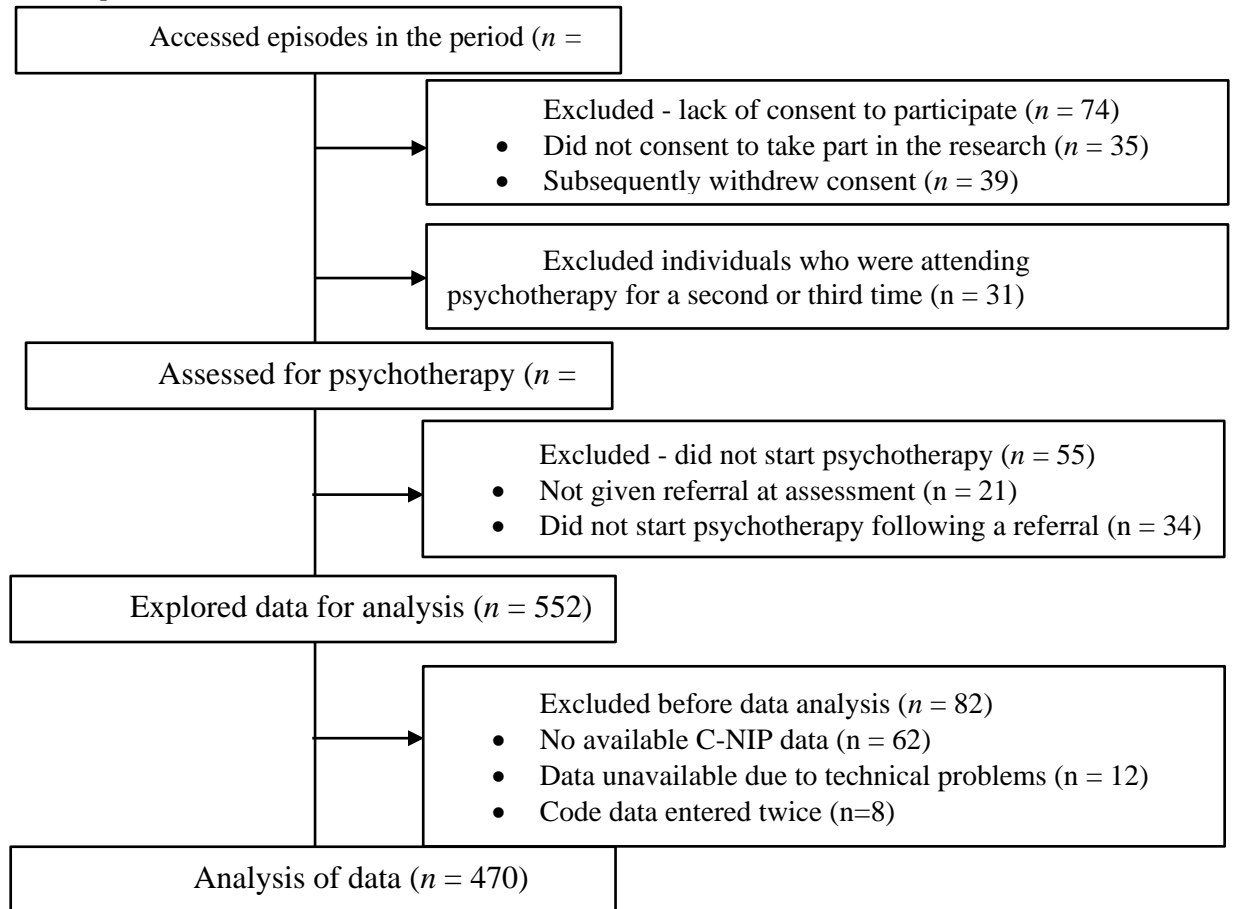 Accessed episodes in the period (n =
Excluded - lack of consent to participate (n = 74)
• Did not consent to take part in the research (n = 35)
• Subsequently withdrew consent (n = 39)
Excluded individuals who were attending
psychotherapy for a second or third time (n = 31)
Assessed for psychotherapy (n =
Excluded - did not start psychotherapy (n = 55)
• Not given referral at assessment (n = 21)
• Did not start psychotherapy following a referral (n = 34)
Explored data for analysis (n = 552)
Excluded before data analysis (n = 82)
• No available C-NIP data (n = 62)
• Data unavailable due to technical problems (n = 12)
• Code data entered twice (n=8)
Analysis of data (n = 470)